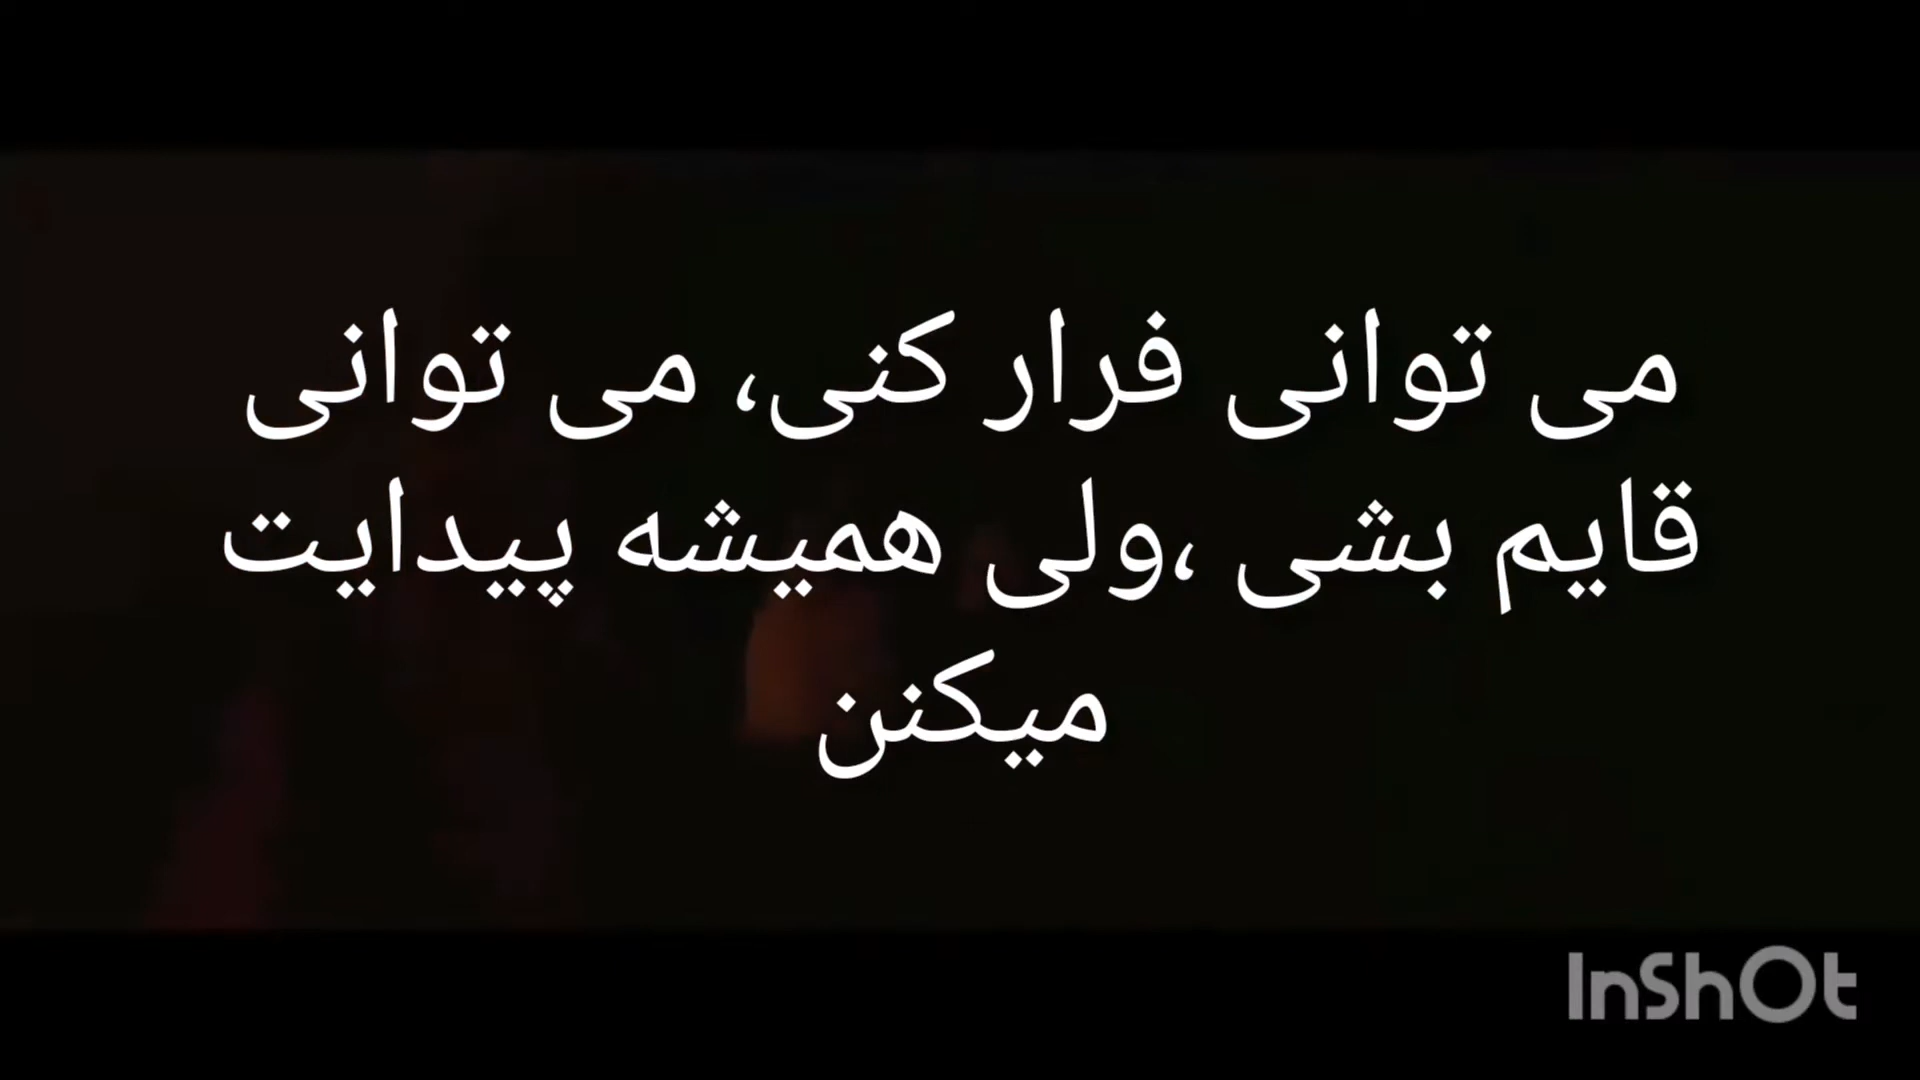 می توانی فرار کنی، می توانی
قایم بشی ،ولی همیشه پیدایت
میکنن
InShOt